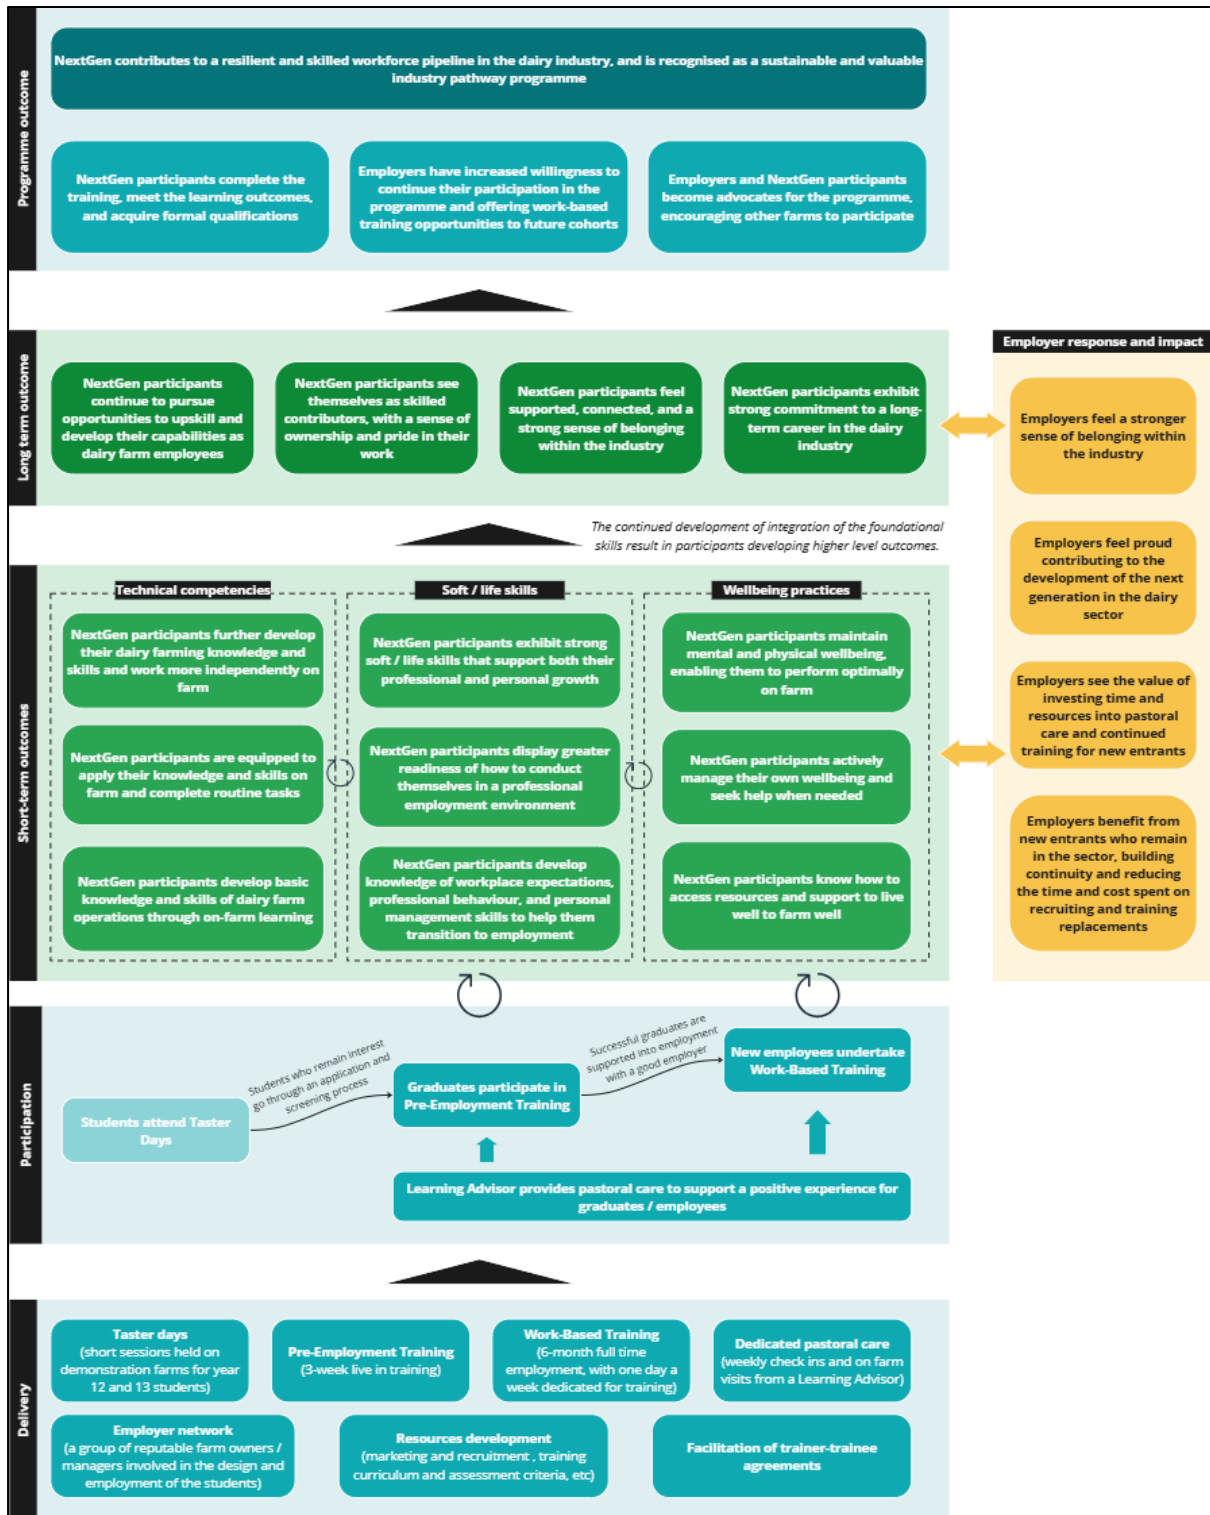 Programme outcome
NextGen contributes to a resilient and skilled workforce pipeline in the dairy industry, and is recognised as a sustainable and valuable
industry pathway programme
NextGen participants complete the
training, meet the learning outcomes,
and acquire formal qualifications
Employers have increased willingness to
continue their participation in the
programme and offering work-based
training opportunities to future cohorts
Employers and NextGen participants
become advocates for the programme,
encouraging other farms to participate
Long term outcome
NextGen participants
continue to pursue
opportunities to upskill and
develop their capabilities as
dairy farm employees
NextGen participants see
themselves as skilled
contributors, with a sense of
ownership and pride in their
work
NextGen participants feel
supported, connected, and a
strong sense of belonging
within the industry
NextGen participants exhibit
strong commitment to a long-
term career in the dairy
industry
Employer response and impact
Employers feel a stronger
sense of belonging within
the industry
Employers feel proud
contributing to the
development of the next
generation in the dairy
sector
Employers see the value of
investing time and
resources into pastoral
care and continued
training for new entrants
Employers benefit from
new entrants who remain
in the sector, building
continuity and reducing
the time and cost spent on
recruiting and training
replacements
The continued development of integration of the foundational
skills result in participants developing higher level outcomes.
Short-term outcomes
Technical competencies
NextGen participants further develop
their dairy farming knowledge and
skills and work more independently on
farm
NextGen participants are equipped to
apply their knowledge and skills on
farm and complete routine tasks
NextGen participants develop basic
knowledge and skills of dairy farm
operations through on-farm learning
Soft / life skills
NextGen participants exhibit strong
soft / life skills that support both their
professional and personal growth
NextGen participants display greater
readiness of how to conduct
themselves in a professional
employment environment
NextGen participants develop
knowledge of workplace expectations,
professional behaviour, and personal
management skills to help them
transition to employment
Wellbeing practices
NextGen participants maintain
mental and physical wellbeing,
enabling them to perform optimally
on farm
NextGen participants actively
manage their own wellbeing and
seek help when needed
NextGen participants know how to
access resources and support to live
well to farm well
Participation
Students attend Taster
Days
Students who remain interest
go through an application and
screening process
Graduates participate in
Pre-Employment Training
Successful graduates are
supported into employment
with a good employer
New employees undertake
Work-Based Training
Learning Advisor provides pastoral care to support a positive experience for
graduates / employees
Delivery
Taster days
(short sessions held on
demonstration farms for year
12 and 13 students)
Pre-Employment Training
(3-week live in training)
Work-Based Training
(6-month full time
employment, with one day a
week dedicated for training)
Dedicated pastoral care
(weekly check ins and on farm
visits from a Learning Advisor)
Employer network
(a group of reputable farm owners /
managers involved in the design and
employment of the students)
Resources development
(marketing and recruitment , training
curriculum and assessment criteria, etc)
Facilitation of trainer-trainee
agreements